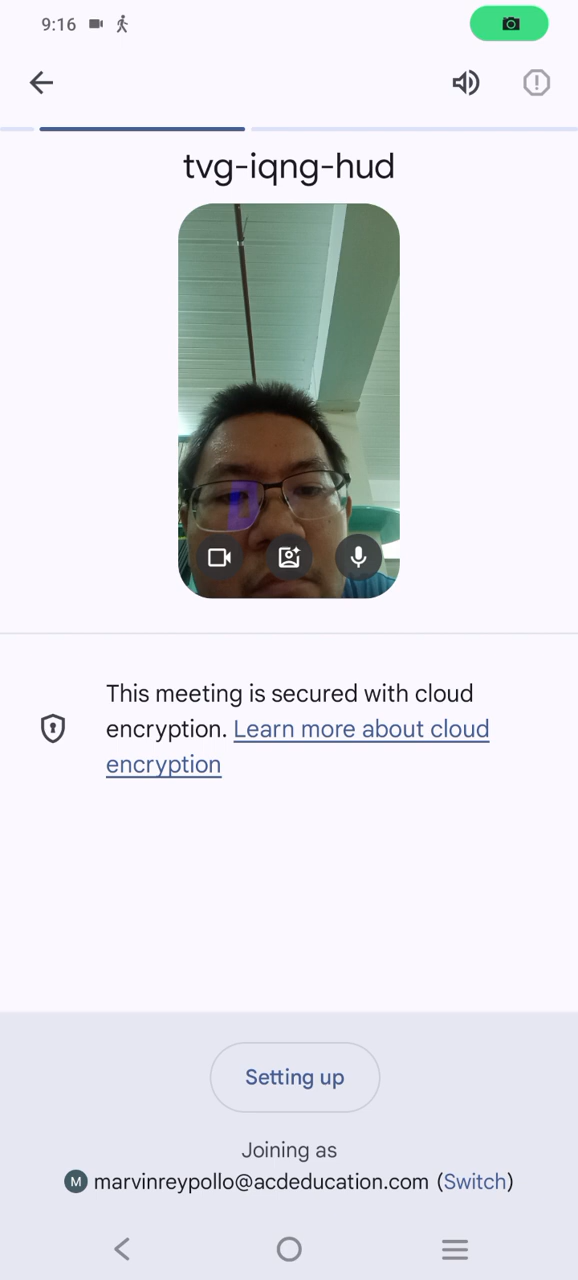 9:16
tvg-iqng-hud
This meeting is secured with cloud
encryption. Learn more about cloud
encryption
Setting up
Joining as
M marvinreypollo@acdeducation.com (Switch)